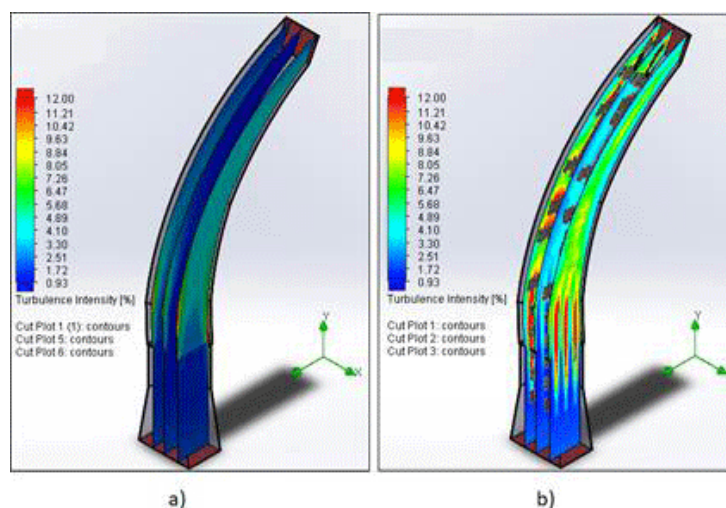 12.00
11.21
10.42
9.63
8.84
8.05
7.26
6.47
5.68
4.89
4.10
3.30
2.51
1.72
0.93
Turbulence Intensity [%]
Cut Plot 1 (1): contours
Cut Plot 5: contours
Cut Plot 6: contours
Y
X
a)
12.00
11.21
10.42
9.63
8.84
8.05
7.26
6.47
5.68
4.89
4.10
3.30
2.51
1.72
0.93
Turbulence Intensity [%]
Cut Plot 1: contours
Cut Plot 2: contours
Cut Plot 3: contours
Y
X
b)